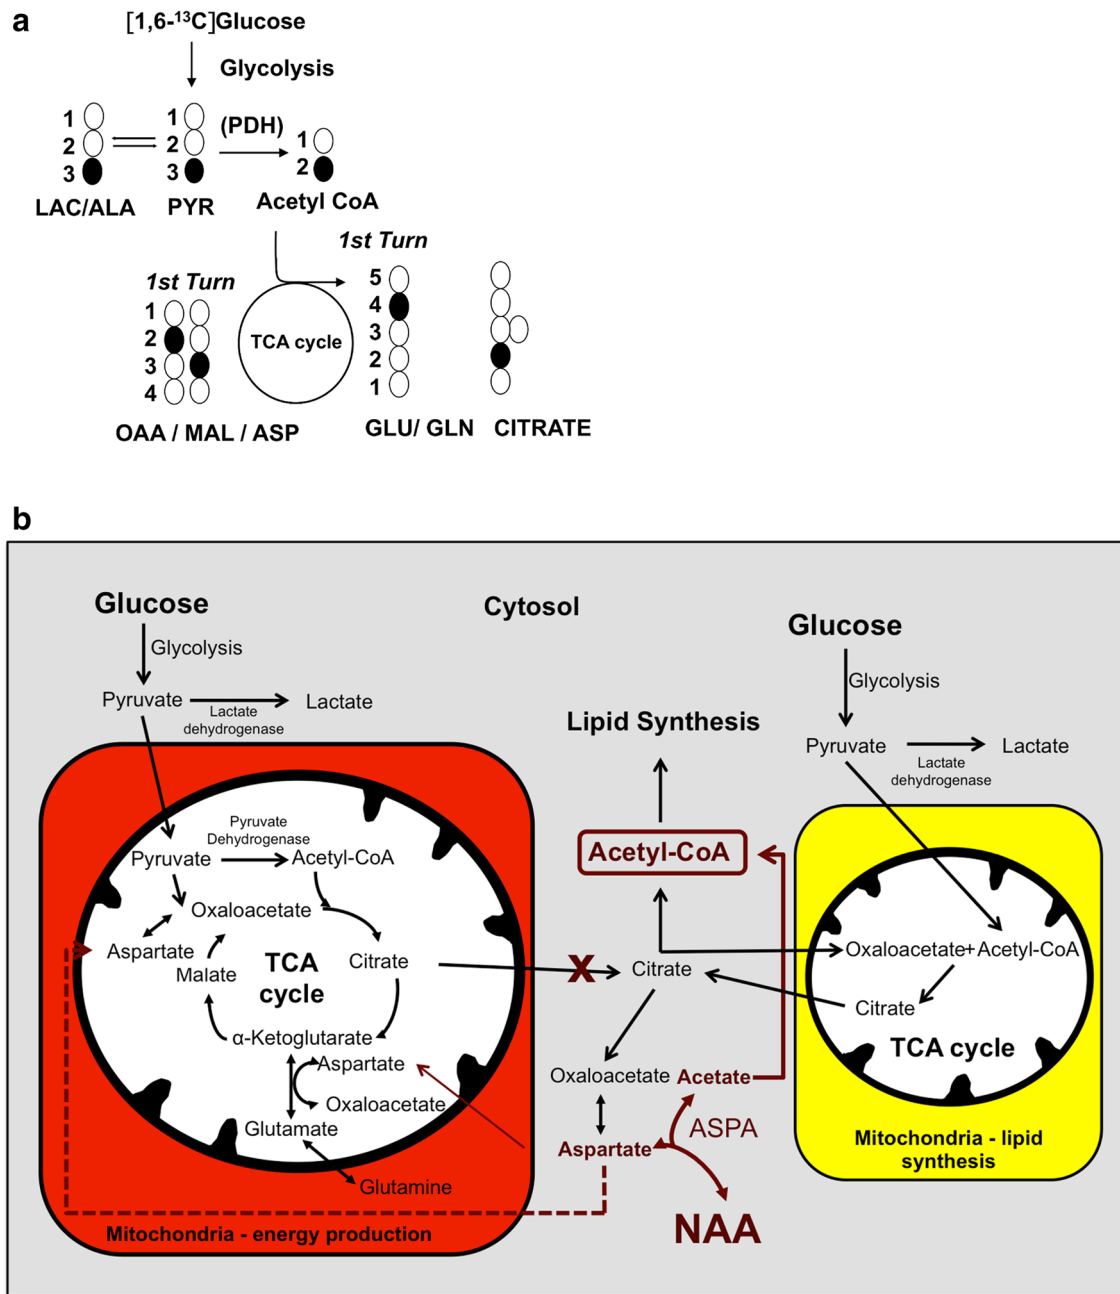 a
[1,6-¹³C]Glucose
Glycolysis
1
2
3
LAC/ALA
1
2
3
PYR
(PDH)
1
2
Acetyl CoA
1st Turn
1st Turn
1
2
3
4
OAA / MAL / ASP
TCA cycle
5
4
3
2
1
GLU/ GLN
CITRATE
b
Cytosol
Glucose
Glycolysis
Pyruvate
Lactate
dehydrogenase
Lactate
Pyruvate
Pyruvate
Dehydrogenase
Acetyl-CoA
Oxaloacetate
Aspartate
Malate
TCA
cycle
Citrate
α-Ketoglutarate
Aspartate
Oxaloacetate
Glutamate
Glutamine
Mitochondria - energy production
Lipid Synthesis
Acetyl-CoA
X
Citrate
Oxaloacetate
Acetate
ASPA
Aspartate
NAA
Glucose
Glycolysis
Pyruvate
Lactate
dehydrogenase
Lactate
Oxaloacetate+Acetyl-CoA
Citrate
TCA cycle
Mitochondria - lipid
synthesis